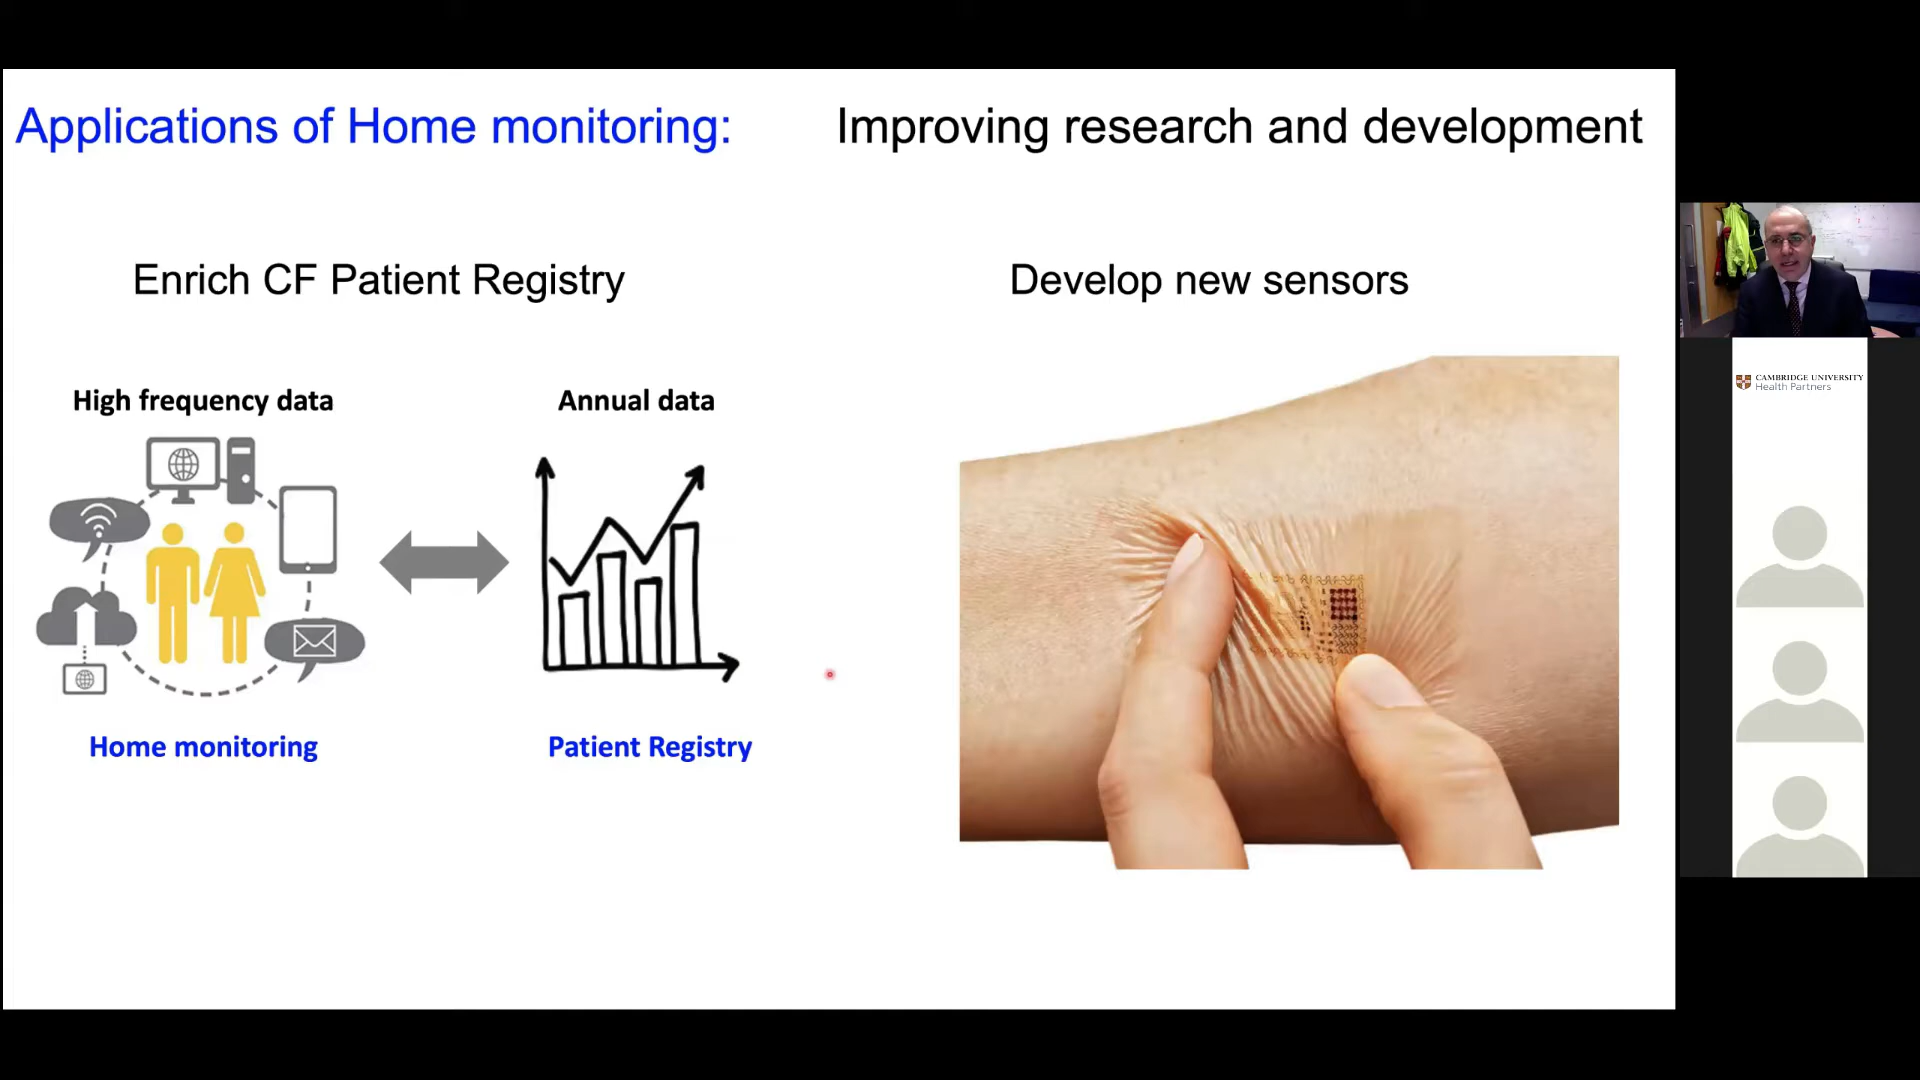 Applications of Home monitoring:
Improving research and development
Enrich CF Patient Registry
Develop new sensors
High frequency data
Annual data
Home monitoring
Patient Registry
CAMBRIDGE UNIVERSITY
Health Partners